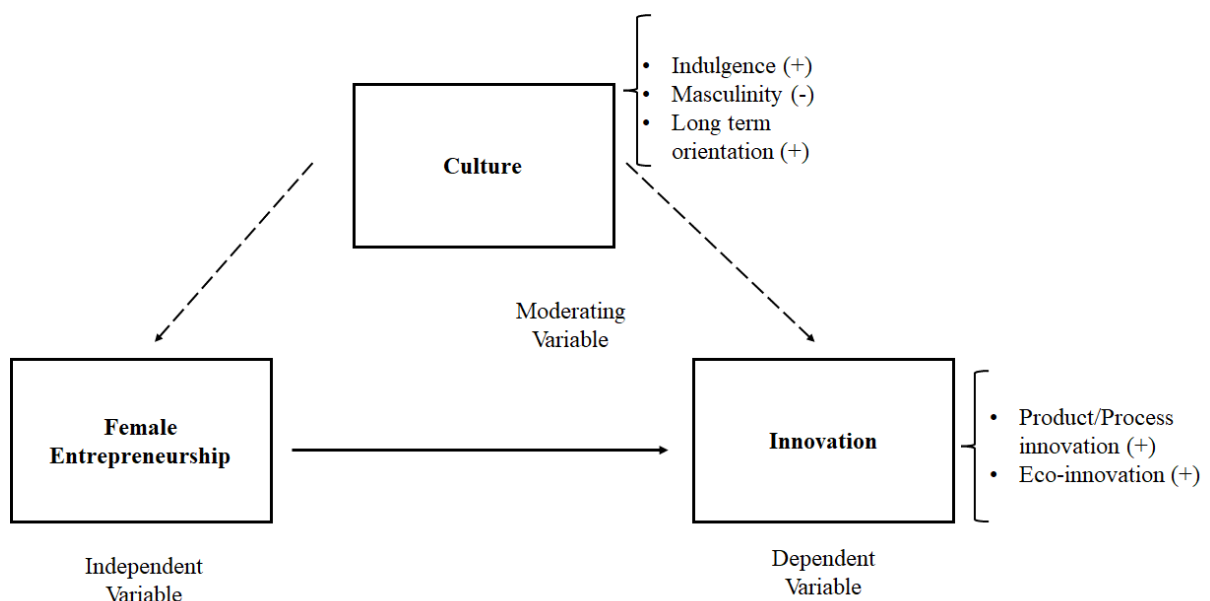 • Indulgence (+)
• Masculinity (-)
• Long term
orientation (+)
Culture
Moderating
Variable
Female
Entrepreneurship
Innovation
• Product/Process
innovation (+)
• Eco-innovation (+)
Independent
Variable
Dependent
Variable